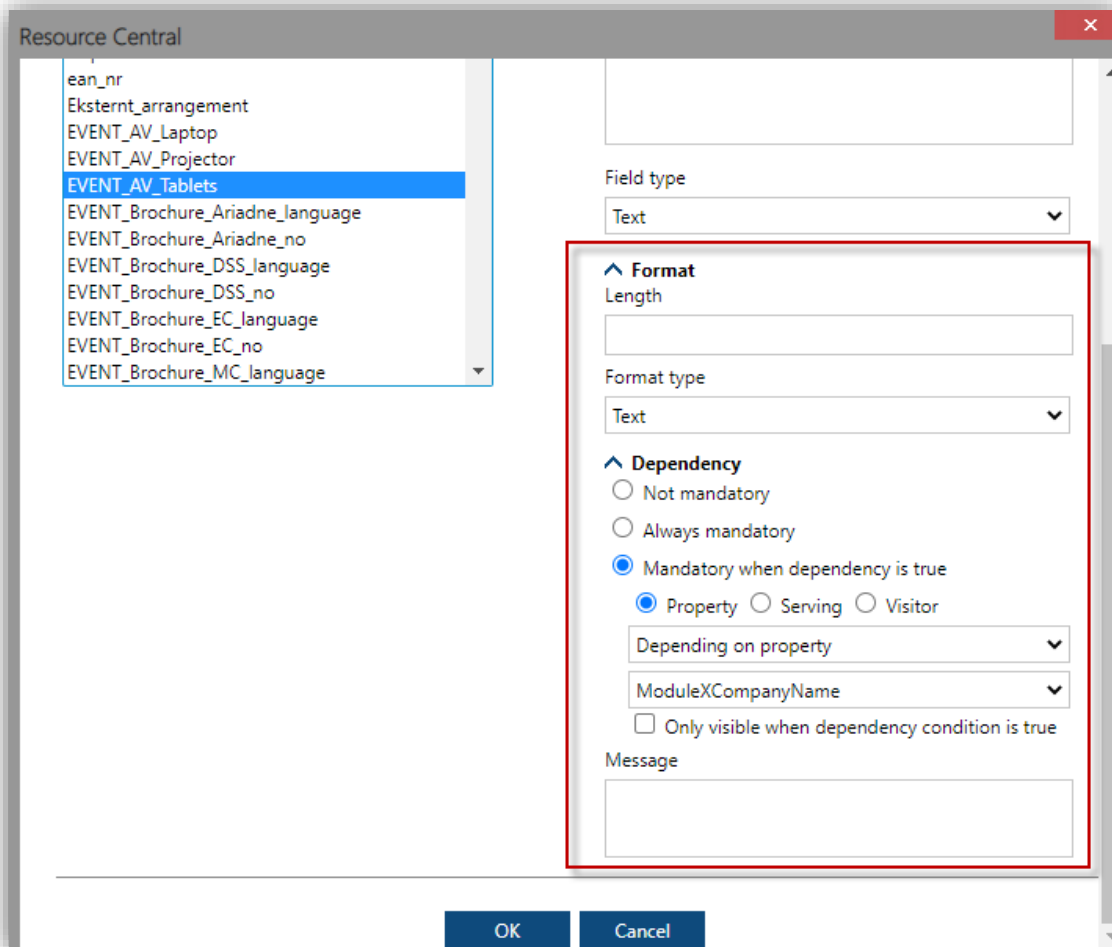 Resource Central
ean_nr
Eksternt_arrangement
EVENT_AV_Laptop
EVENT_AV_Projector
EVENT_AV_Tablets
EVENT_Brochure_Ariadne_language
EVENT_Brochure_Ariadne_no
EVENT_Brochure_DSS_language
EVENT_Brochure_DSS_no
EVENT_Brochure_EC_language
EVENT_Brochure_EC_no
EVENT_Brochure_MC_language
Field type
Text
Format
Length
Format type
Text
Dependency
Not mandatory
Always mandatory
Mandatory when dependency is true
Property Serving Visitor
Depending on property
ModuleXCompanyName
Only visible when dependency condition is true
Message
OK Cancel